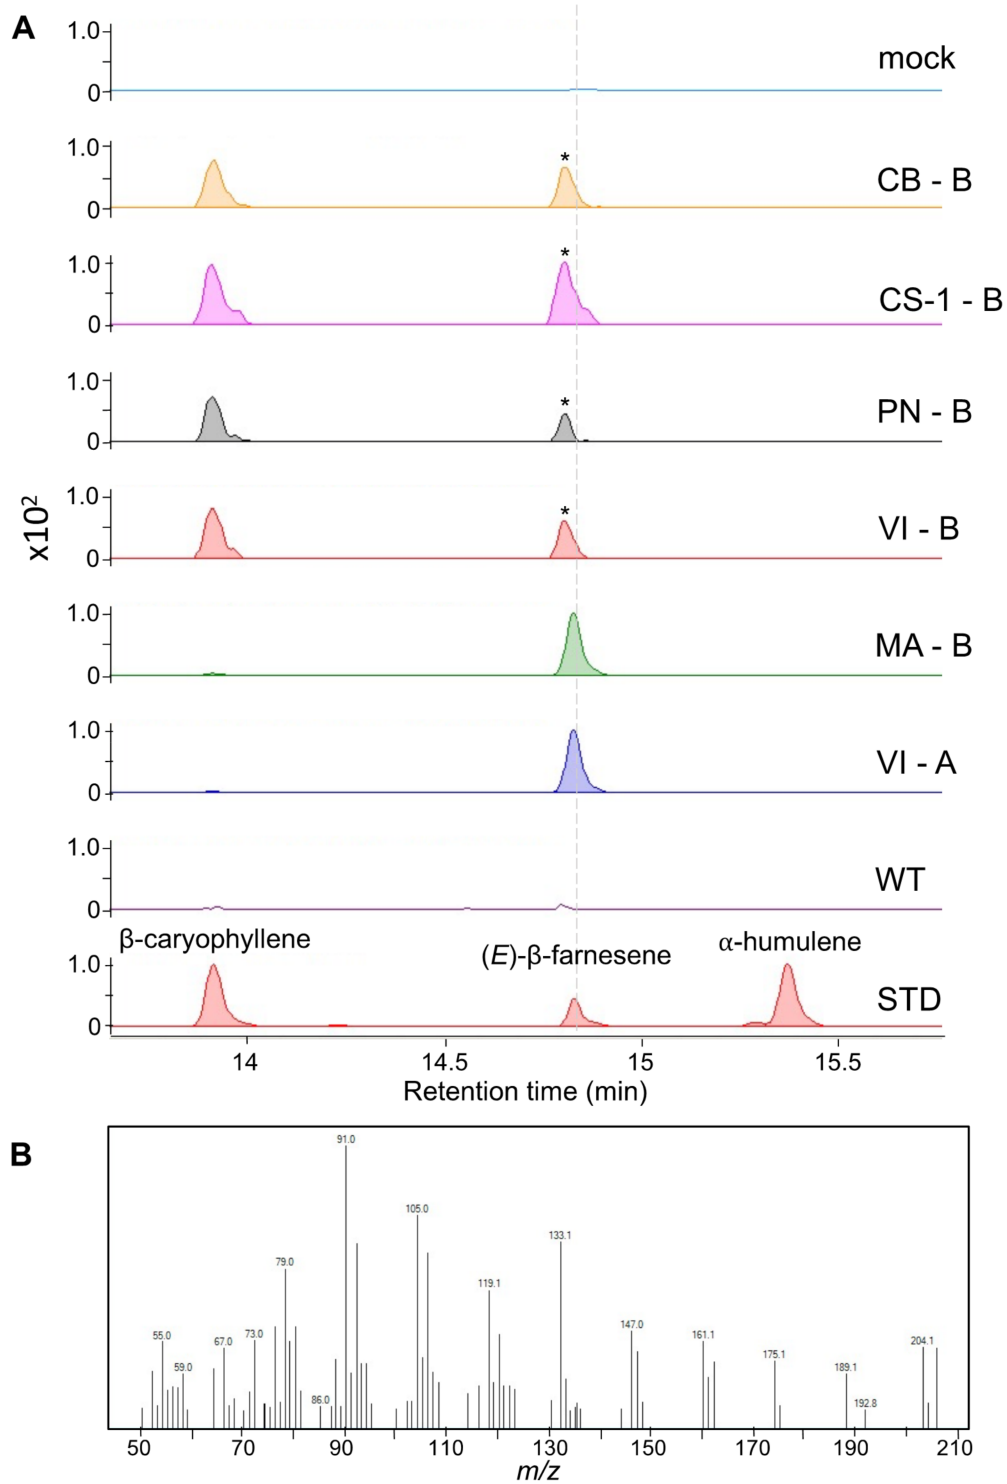 A
1.0
0
mock
1.0
0
*
CB - B
1.0
0
*
CS-1 - B
1.0
0
*
PN - B
x10²
1.0
0
*
VI - B
1.0
0
MA - B
1.0
0
VI - A
1.0
0
WT
β-caryophyllene
(E)-β-farnesene
α-humulene
1.0
0
STD
14 14.5 15 15.5
Retention time (min)
B
91.0
105.0
133.1
79.0
119.1
55.0 67.0 73.0 147.0 161.1 204.1
59.0 175.1 189.1
86.0 192.8
50 70 90 110 130 150 170 190 210
m/z